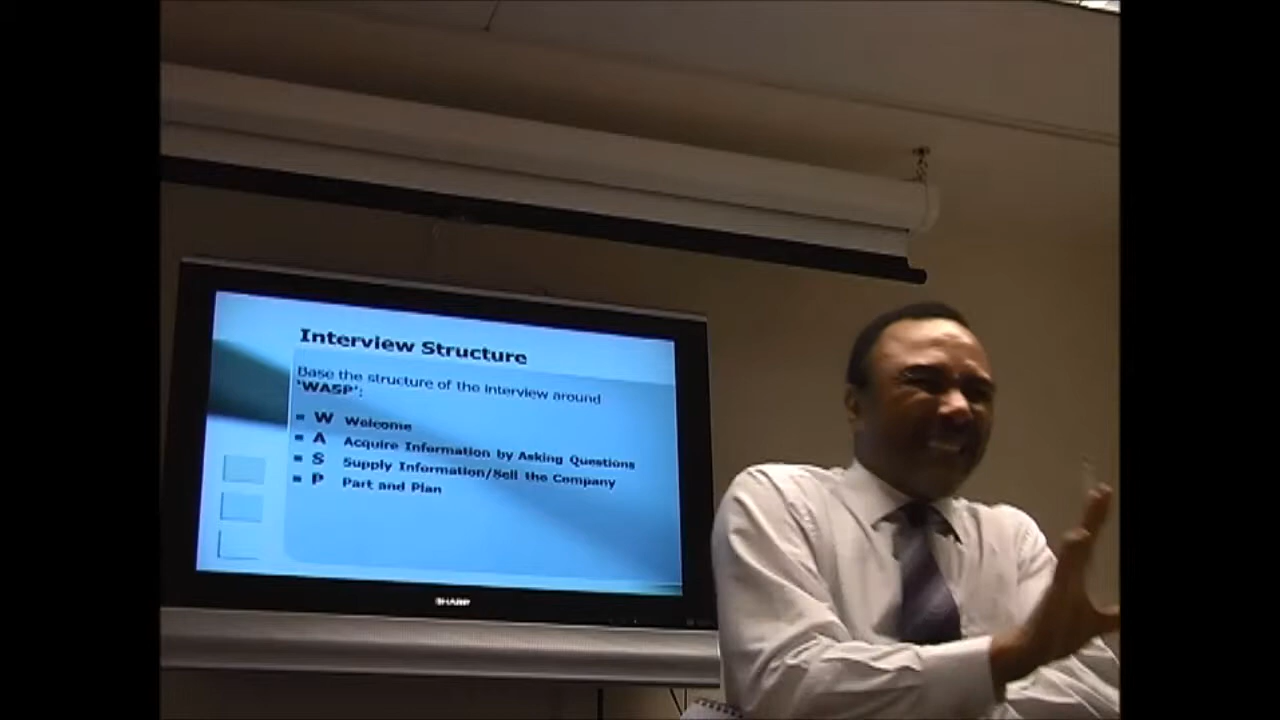 Interview Structure
Base the structure of the interview around
'WASP':
W Welcome
A Acquire Information by Asking Questions
S Supply Information/Sell the Company
P Part and Plan
SHARP